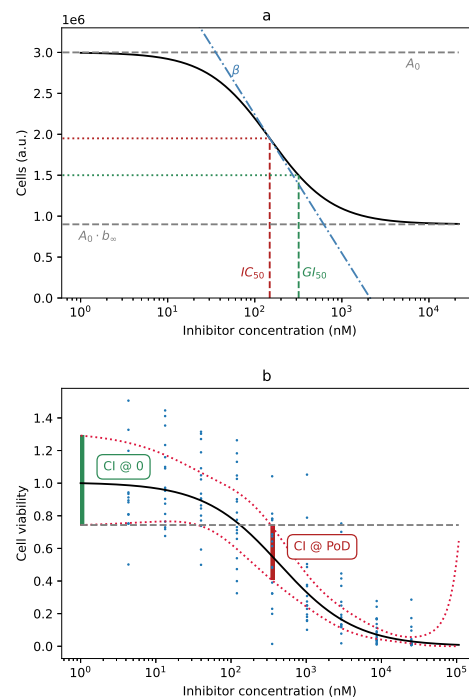 a
1e6
3.0
2.5
2.0
1.5
1.0
0.5
0.0
Cells (a.u.)
A₀
β
A₀ · b∞
IC₅₀
GI₅₀
10⁰ 10¹ 10² 10³ 10⁴
Inhibitor concentration (nM)
b
1.4
1.2
1.0
0.8
0.6
0.4
0.2
0.0
Cell viability
CI @ 0
CI @ PoD
10⁰ 10¹ 10² 10³ 10⁴ 10⁵
Inhibitor concentration (nM)